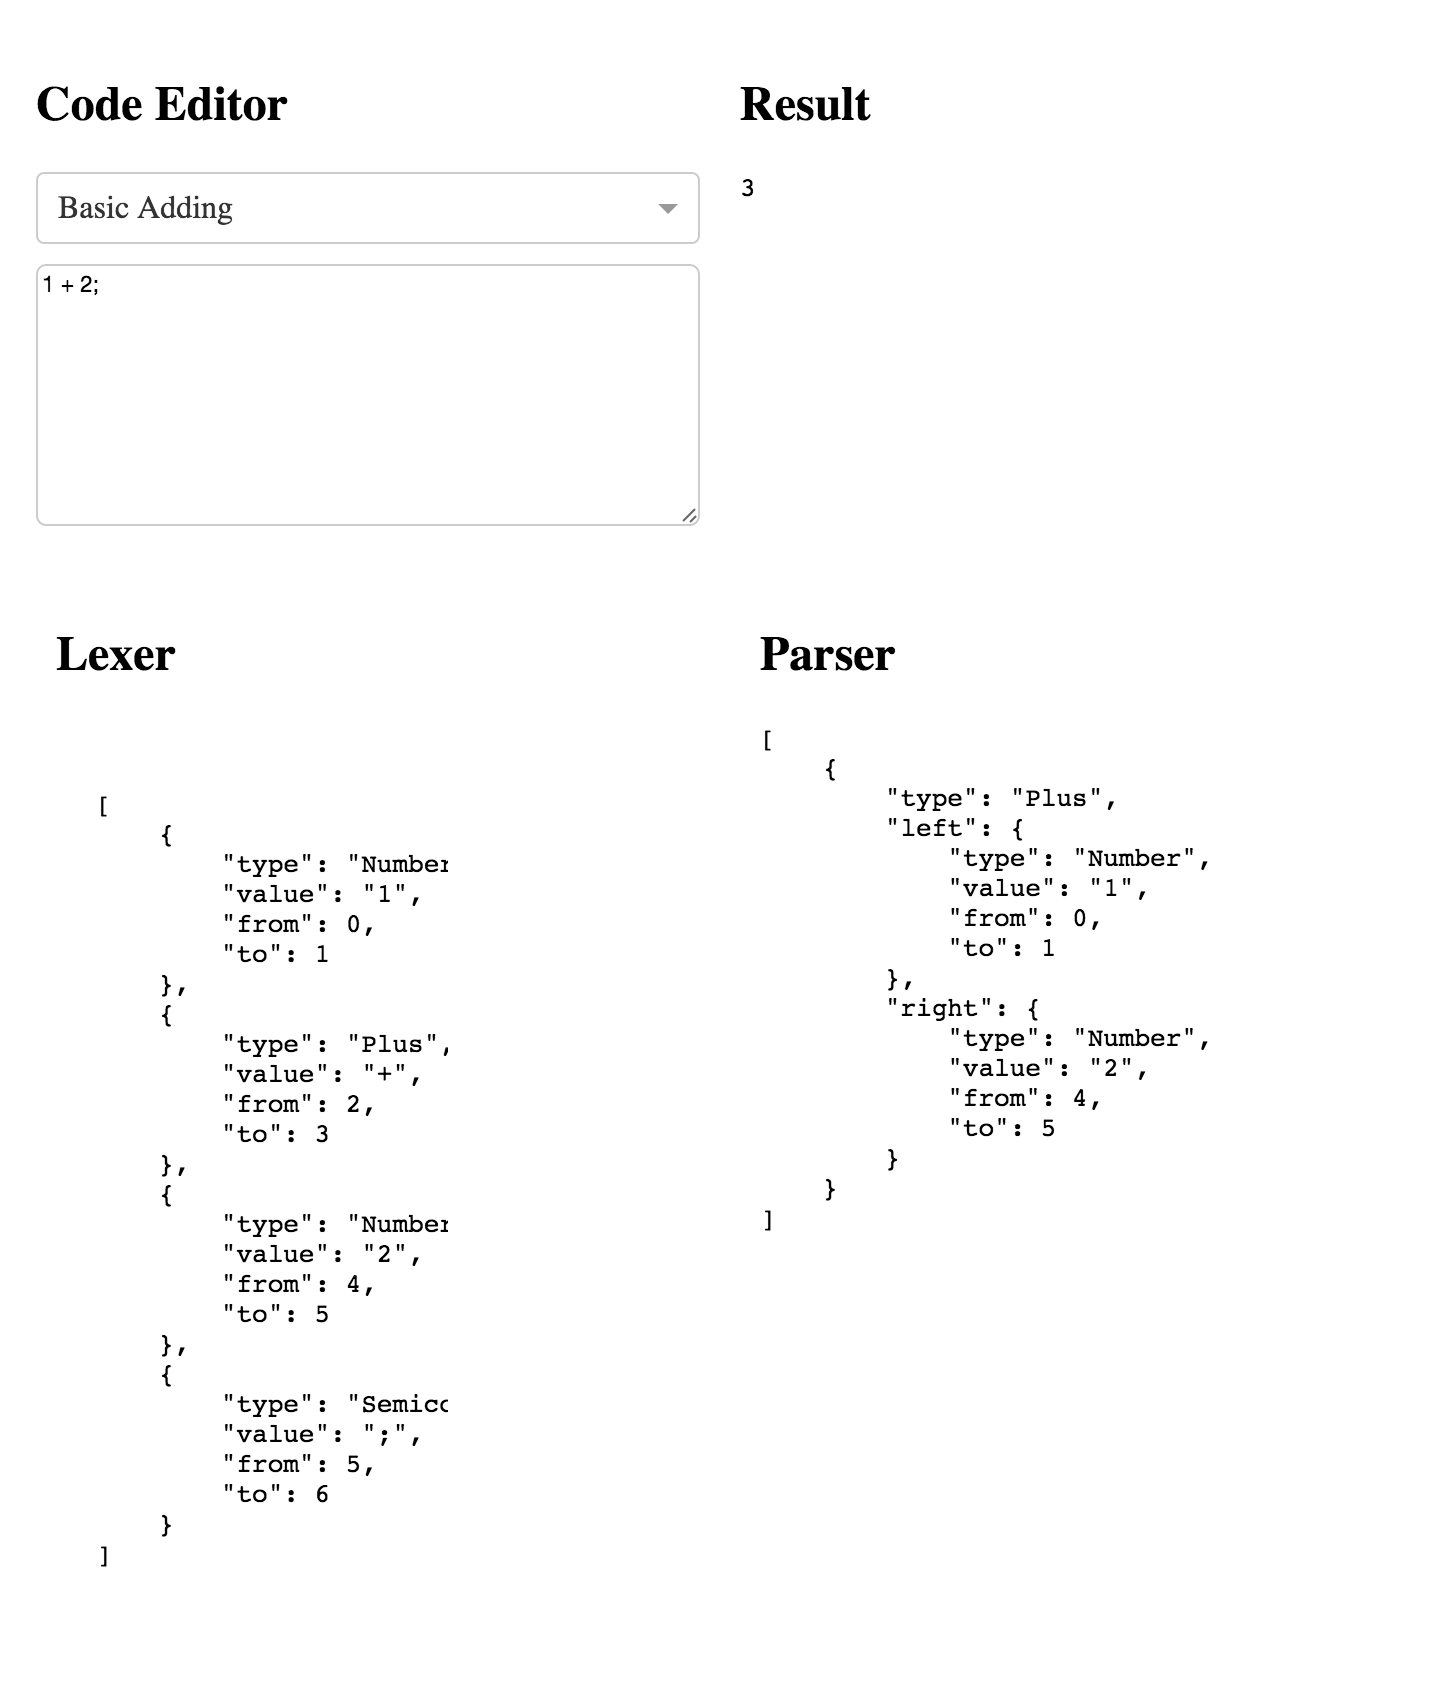 Code Editor
Basic Adding
1 + 2;
Result
3
Lexer
[
{
"type": "Number
"value": "1",
"from": 0,
"to": 1
},
{
"type": "Plus",
"value": "+",
"from": 2,
"to": 3
},
{
"type": "Number
"value": "2",
"from": 4,
"to": 5
},
{
"type": "Semico
"value": ";",
"from": 5,
"to": 6
}
]
Parser
[
{
"type": "Plus",
"left": {
"type": "Number",
"value": "1",
"from": 0,
"to": 1
},
"right": {
"type": "Number",
"value": "2",
"from": 4,
"to": 5
}
}
]